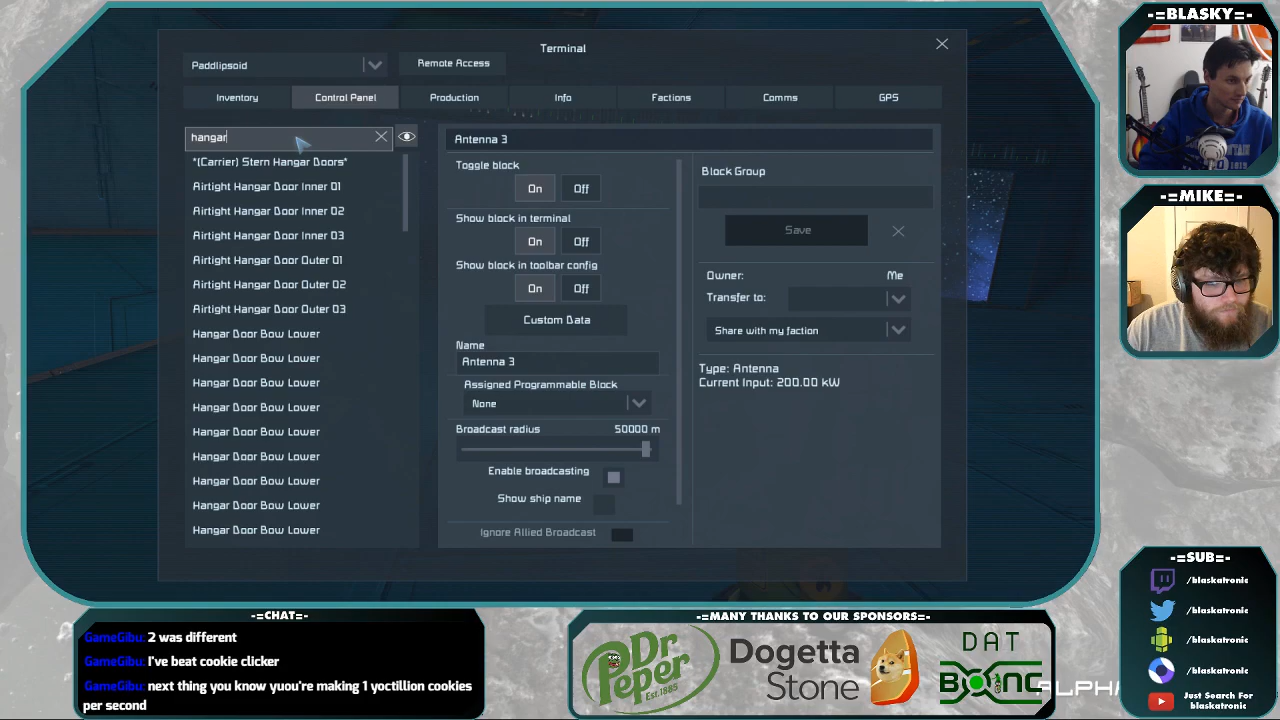 Terminal
Paddlipsoid
Remote Access
Inventory
Control Panel
Production
Info
Factions
Comms
GPS
hangar
*(Carrier) Stern Hangar Doors*
Airtight Hangar Door Inner 01
Airtight Hangar Door Inner 02
Airtight Hangar Door Inner 03
Airtight Hangar Door Outer 01
Airtight Hangar Door Outer 02
Airtight Hangar Door Outer 03
Hangar Door Bow Lower
Hangar Door Bow Lower
Hangar Door Bow Lower
Hangar Door Bow Lower
Hangar Door Bow Lower
Hangar Door Bow Lower
Hangar Door Bow Lower
Hangar Door Bow Lower
Hangar Door Bow Lower
Antenna 3
Toggle block
On Off
Show block in terminal
On Off
Show block in toolbar config
On Off
Custom Data
Name
Antenna 3
Assigned Programmable Block
None
Broadcast radius 50000 m
Enable broadcasting
Show ship name
Ignore Allied Broadcast
Block Group
Save
Owner: Me
Transfer to:
Share with my faction
Type: Antenna
Current Input: 200.00 kW
-=BLASKY=-
-=MIKE=-
-=SUB=-
/blaskatronic
/blaskatronic
/blaskatronic
/blaskatronic
Just Search For
blaskatronic
-=CHAT=-
GameGibu: 2 was different
GameGibu: I've beat cookie clicker
GameGibu: next thing you know yuou're making 1 yoctillion cookies
per second
-=MANY THANKS TO OUR SPONSORS=-
Dr
Peper
1885
Dogetta
Stone
DAT
BOINC
ALPHA